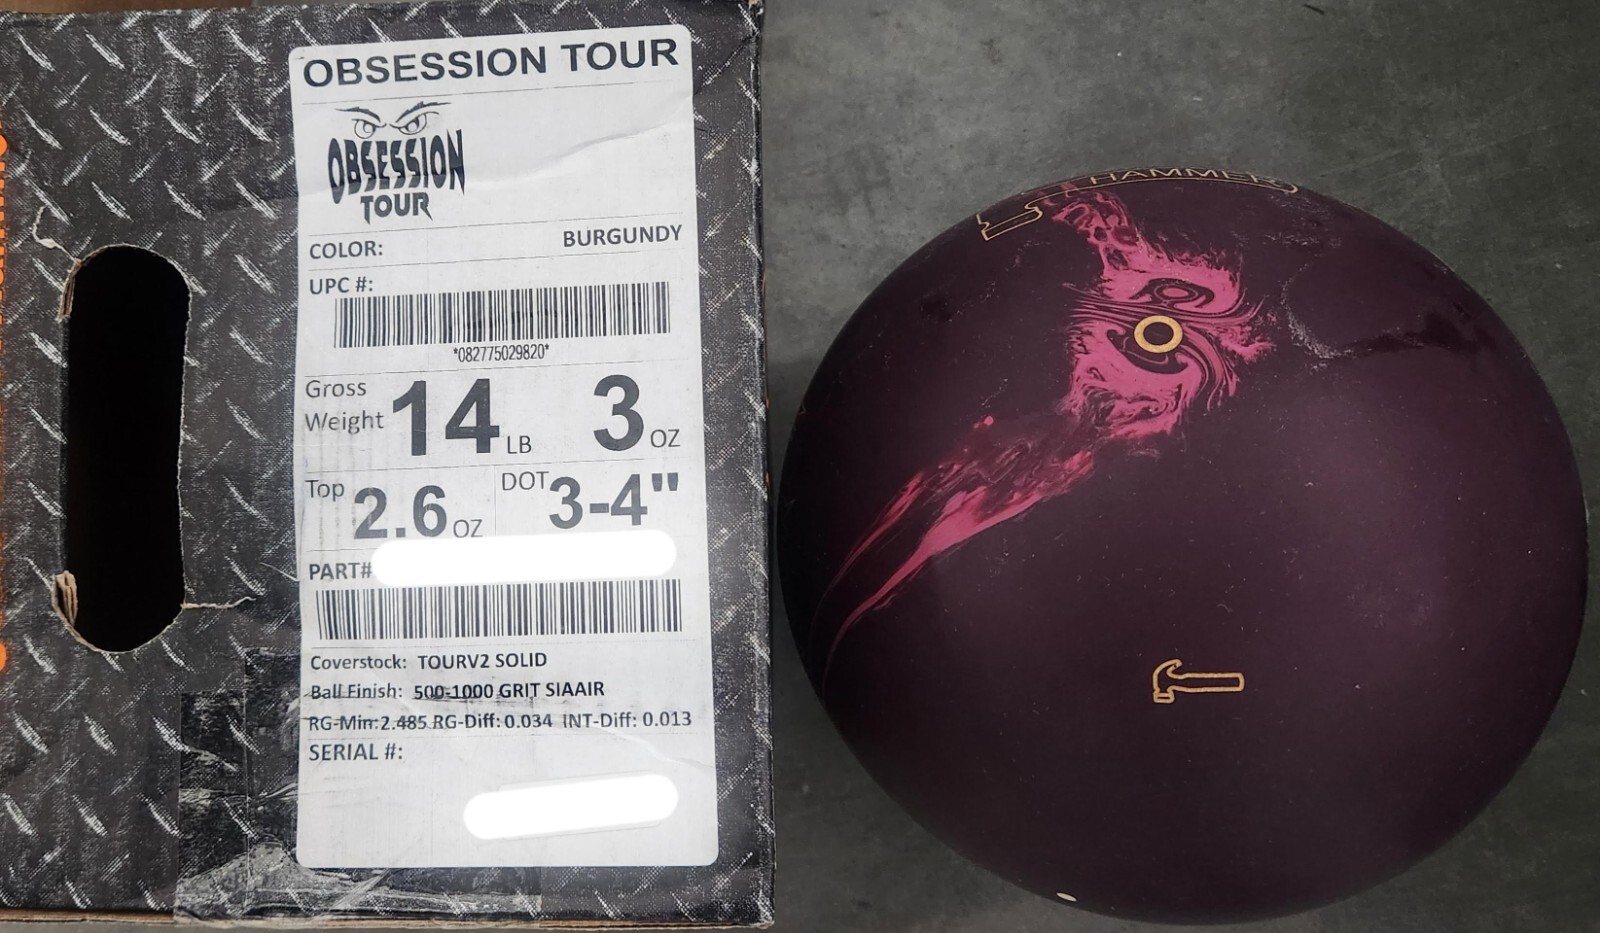 OBSESSION TOUR
OBSESSION
TOUR
COLOR: BURGUNDY
UPC #:
*082775029820*
Gross Weight 14 LB 3 OZ
Top 2.6 OZ DOT 3-4"
PART#
Coverstock: TOURV2 SOLID
Ball Finish: 500-1000 GRIT SIAAIR
RG-Min:2.485 RG-Diff: 0.034 INT-Diff: 0.013
SERIAL #:
HAMMER